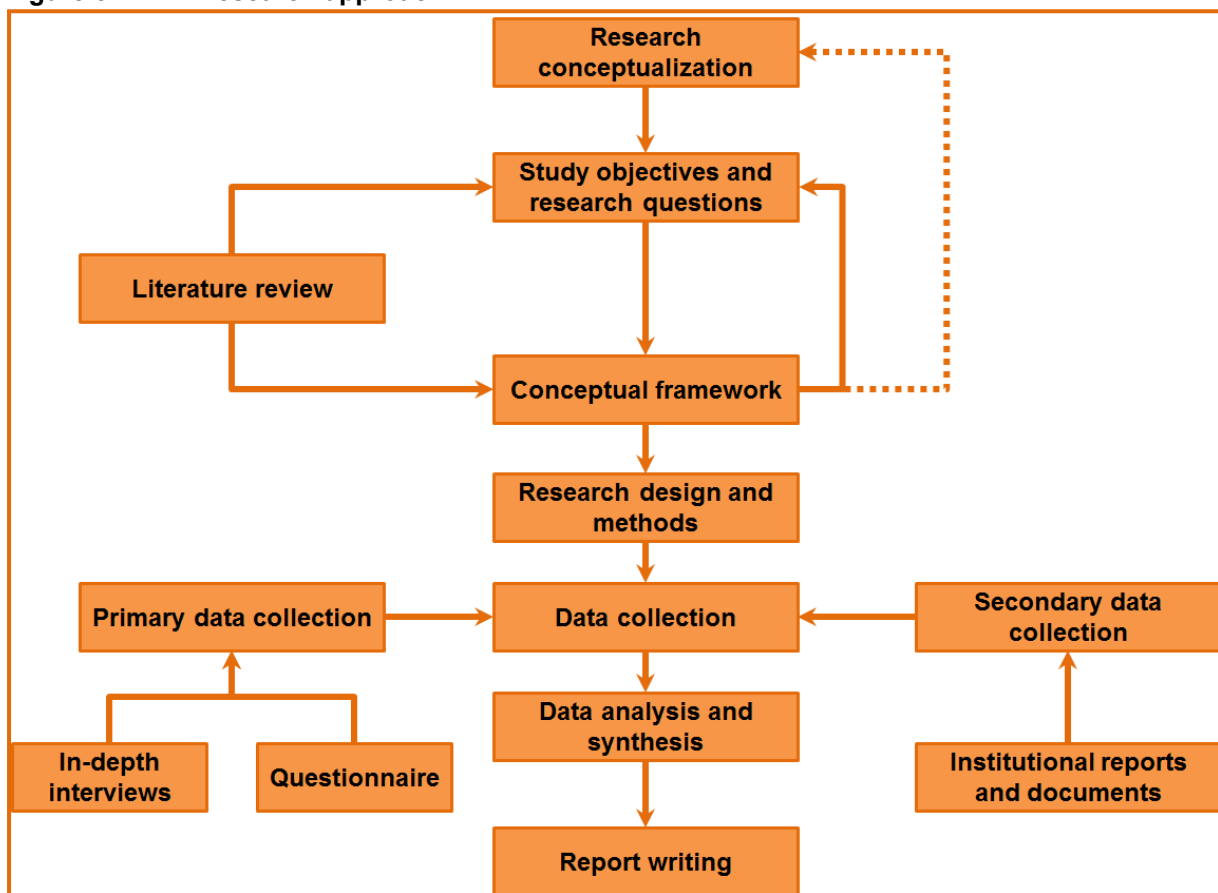 Research
conceptualization
Study objectives and
research questions
Literature review
Conceptual framework
Research design and
methods
Primary data collection
Data collection
Secondary data
collection
Data analysis and
synthesis
In-depth
interviews
Questionnaire
Institutional reports
and documents
Report writing